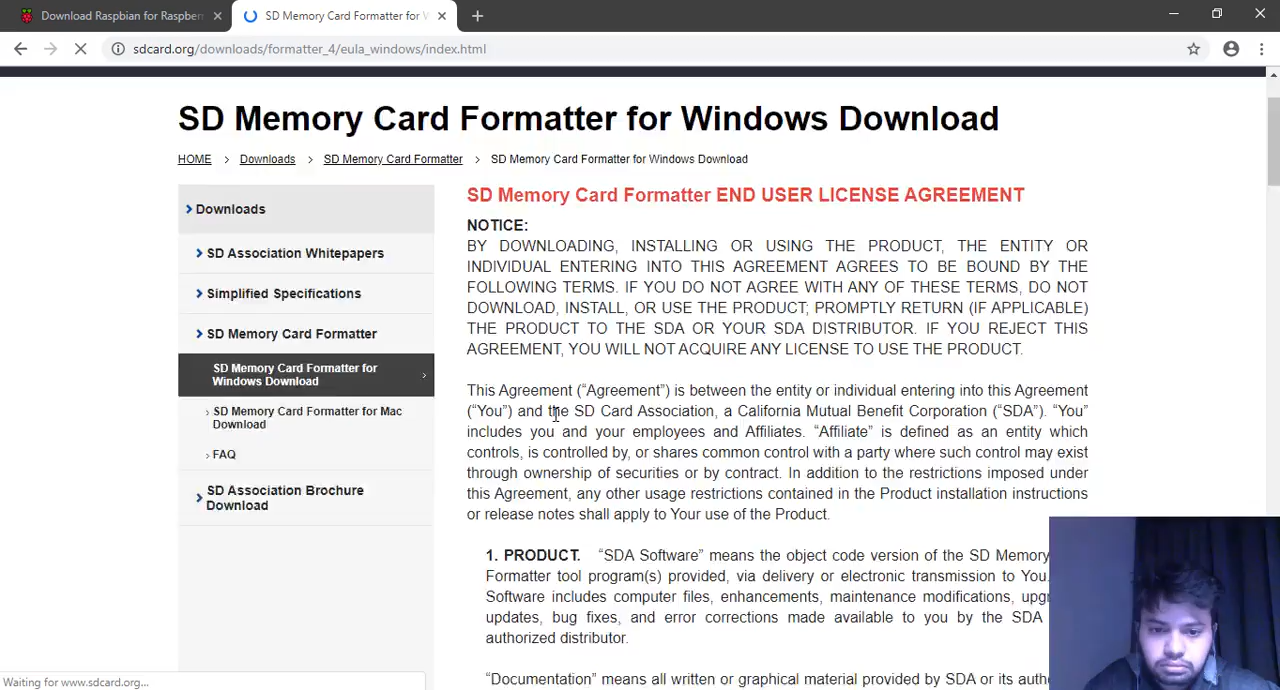 Download Raspbian for Raspber
SD Memory Card Formatter for W
sdcard.org/downloads/formatter_4/eula_windows/index.html
SD Memory Card Formatter for Windows Download
HOME > Downloads > SD Memory Card Formatter > SD Memory Card Formatter for Windows Download
Downloads
SD Association Whitepapers
Simplified Specifications
SD Memory Card Formatter
SD Memory Card Formatter for
Windows Download
SD Memory Card Formatter for Mac
Download
FAQ
SD Association Brochure
Download
SD Memory Card Formatter END USER LICENSE AGREEMENT
NOTICE:
BY DOWNLOADING, INSTALLING OR USING THE PRODUCT, THE ENTITY OR
INDIVIDUAL ENTERING INTO THIS AGREEMENT AGREES TO BE BOUND BY THE
FOLLOWING TERMS. IF YOU DO NOT AGREE WITH ANY OF THESE TERMS, DO NOT
DOWNLOAD, INSTALL, OR USE THE PRODUCT; PROMPTLY RETURN (IF APPLICABLE)
THE PRODUCT TO THE SDA OR YOUR SDA DISTRIBUTOR. IF YOU REJECT THIS
AGREEMENT, YOU WILL NOT ACQUIRE ANY LICENSE TO USE THE PRODUCT.
This Agreement (“Agreement”) is between the entity or individual entering into this Agreement
(“You”) and the SD Card Association, a California Mutual Benefit Corporation (“SDA”). “You”
includes you and your employees and Affiliates. “Affiliate” is defined as an entity which
controls, is controlled by, or shares common control with a party where such control may exist
through ownership of securities or by contract. In addition to the restrictions imposed under
this Agreement, any other usage restrictions contained in the Product installation instructions
or release notes shall apply to Your use of the Product.
1. PRODUCT. “SDA Software” means the object code version of the SD Memory
Formatter tool program(s) provided, via delivery or electronic transmission to You.
Software includes computer files, enhancements, maintenance modifications, upg
updates, bug fixes, and error corrections made available to you by the SDA
authorized distributor.
“Documentation” means all written or graphical material provided by SDA or its auth
Waiting for www.sdcard.org...